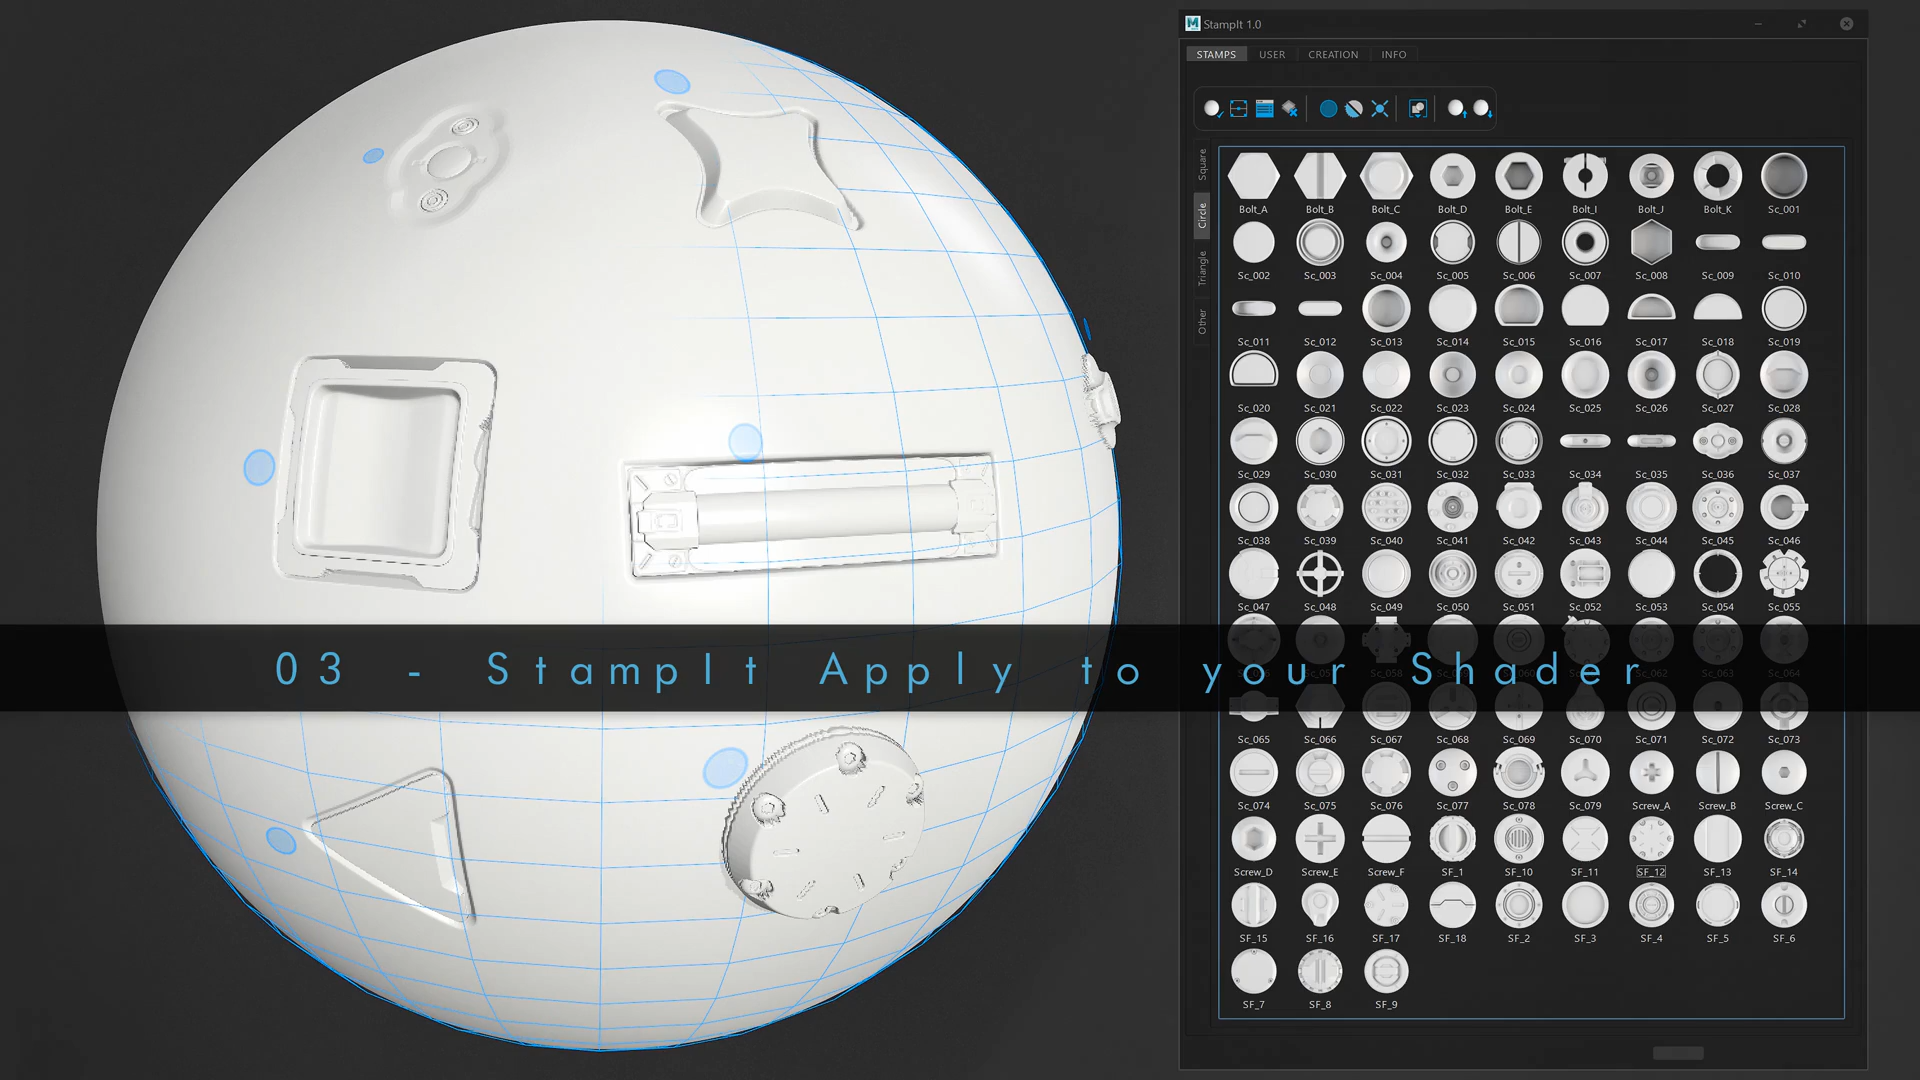 StampIt 1.0
STAMPS USER CREATION INFO
Square
Circle
Triangle
Other
Bolt_A Bolt_B Bolt_C Bolt_D Bolt_E Bolt_I Bolt_J Bolt_K Sc_001
Sc_002 Sc_003 Sc_004 Sc_005 Sc_006 Sc_007 Sc_008 Sc_009 Sc_010
Sc_011 Sc_012 Sc_013 Sc_014 Sc_015 Sc_016 Sc_017 Sc_018 Sc_019
Sc_020 Sc_021 Sc_022 Sc_023 Sc_024 Sc_025 Sc_026 Sc_027 Sc_028
Sc_029 Sc_030 Sc_031 Sc_032 Sc_033 Sc_034 Sc_035 Sc_036 Sc_037
Sc_038 Sc_039 Sc_040 Sc_041 Sc_042 Sc_043 Sc_044 Sc_045 Sc_046
Sc_047 Sc_048 Sc_049 Sc_050 Sc_051 Sc_052 Sc_053 Sc_054 Sc_055
03 - StampIt Apply to your Shader
Sc_065 Sc_066 Sc_067 Sc_068 Sc_069 Sc_070 Sc_071 Sc_072 Sc_073
Sc_074 Sc_075 Sc_076 Sc_077 Sc_078 Sc_079 Screw_A Screw_B Screw_C
Screw_D Screw_E Screw_F SF_1 SF_10 SF_11 SF_12 SF_13 SF_14
SF_15 SF_16 SF_17 SF_18 SF_2 SF_3 SF_4 SF_5 SF_6
SF_7 SF_8 SF_9